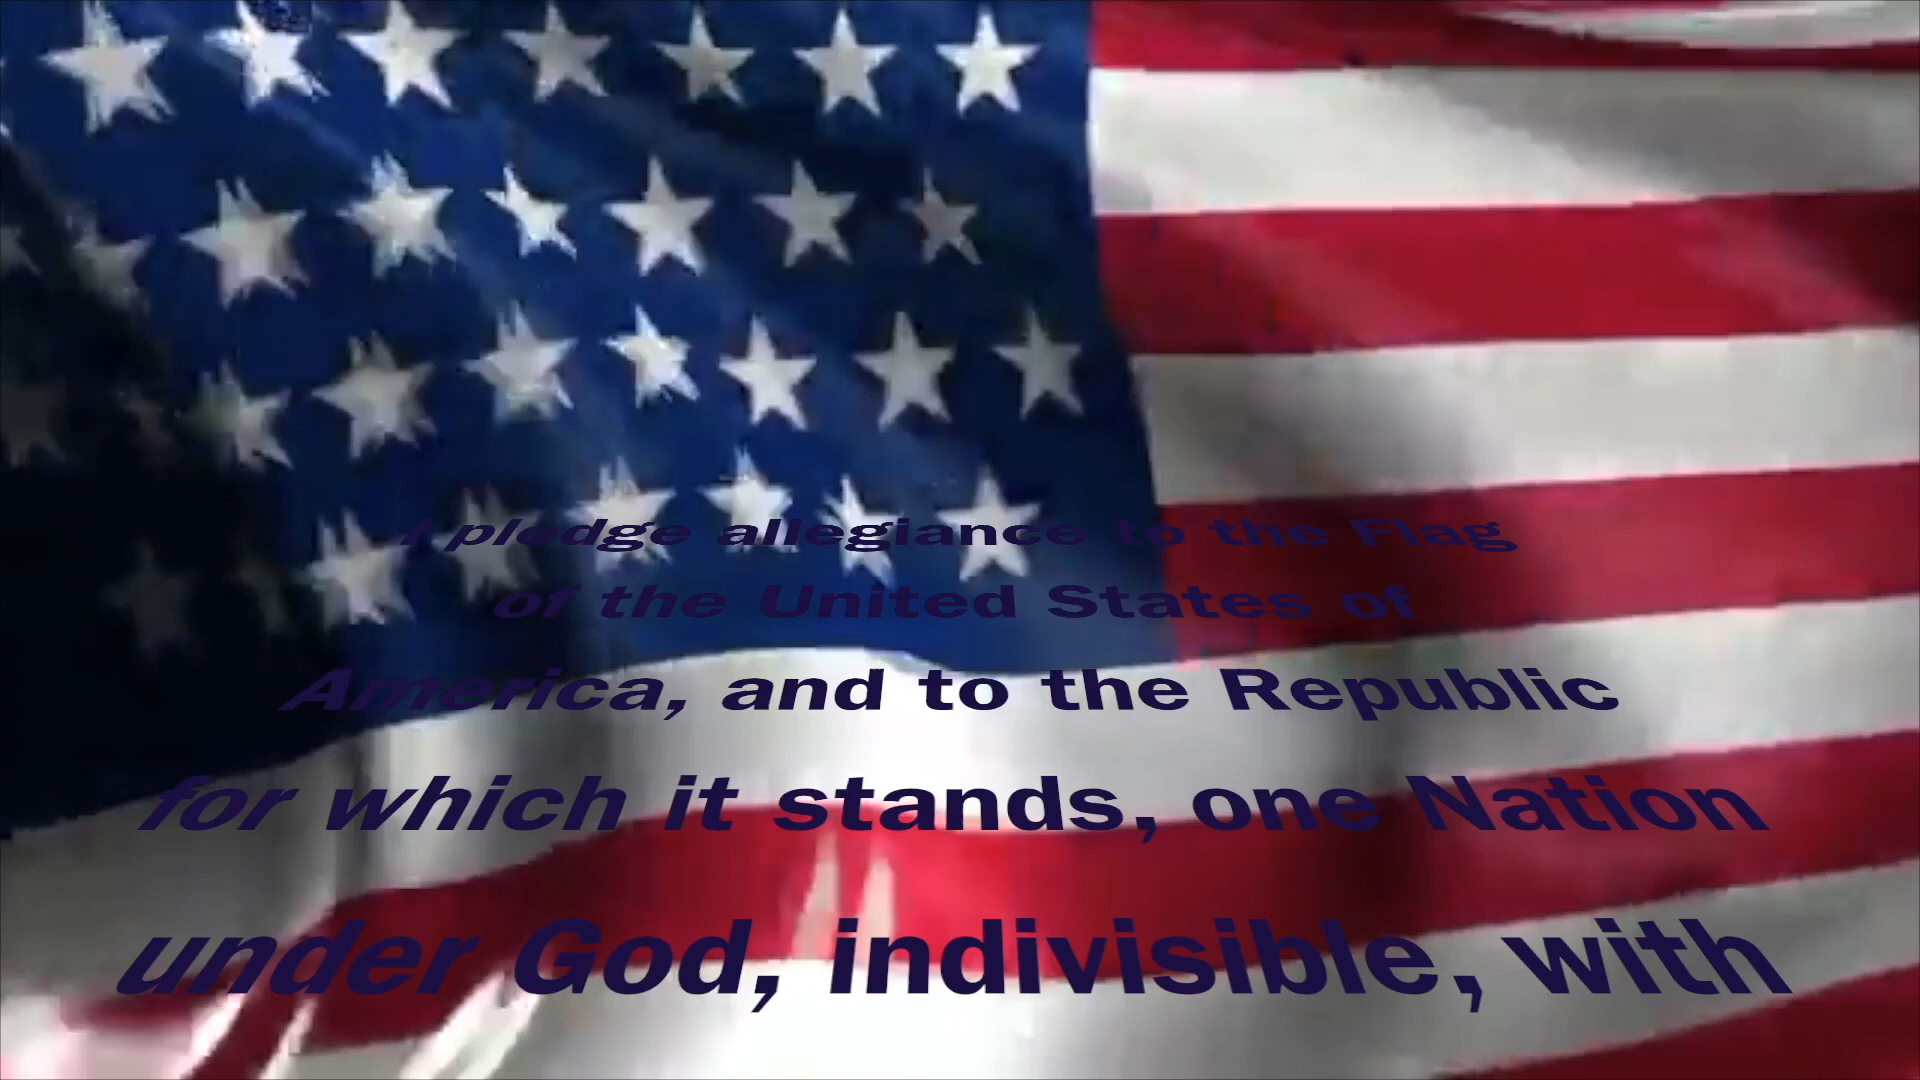 I pledge allegiance to the Flag
of the United States of
America, and to the Republic
for which it stands, one Nation
under God, indivisible, with